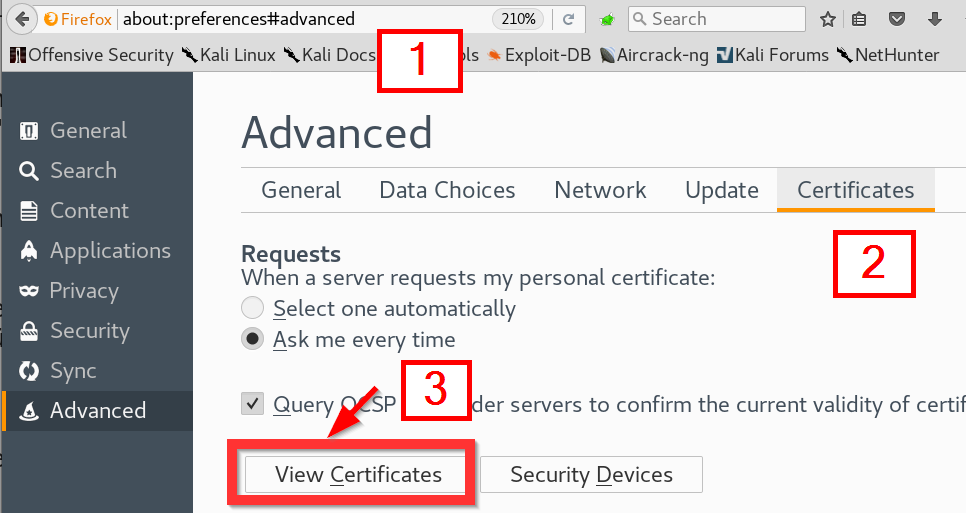 Firefox about:preferences#advanced 210% Search
Offensive Security Kali Linux Kali Docs ls Exploit-DB Aircrack-ng Kali Forums NetHunter
1
Advanced
General
Search
Content
Applications
Privacy
Security
Sync
Advanced
General Data Choices Network Update Certificates
2
Requests
When a server requests my personal certificate:
Select one automatically
Ask me every time
3
Query OCSP der servers to confirm the current validity of certif
View Certificates Security Devices